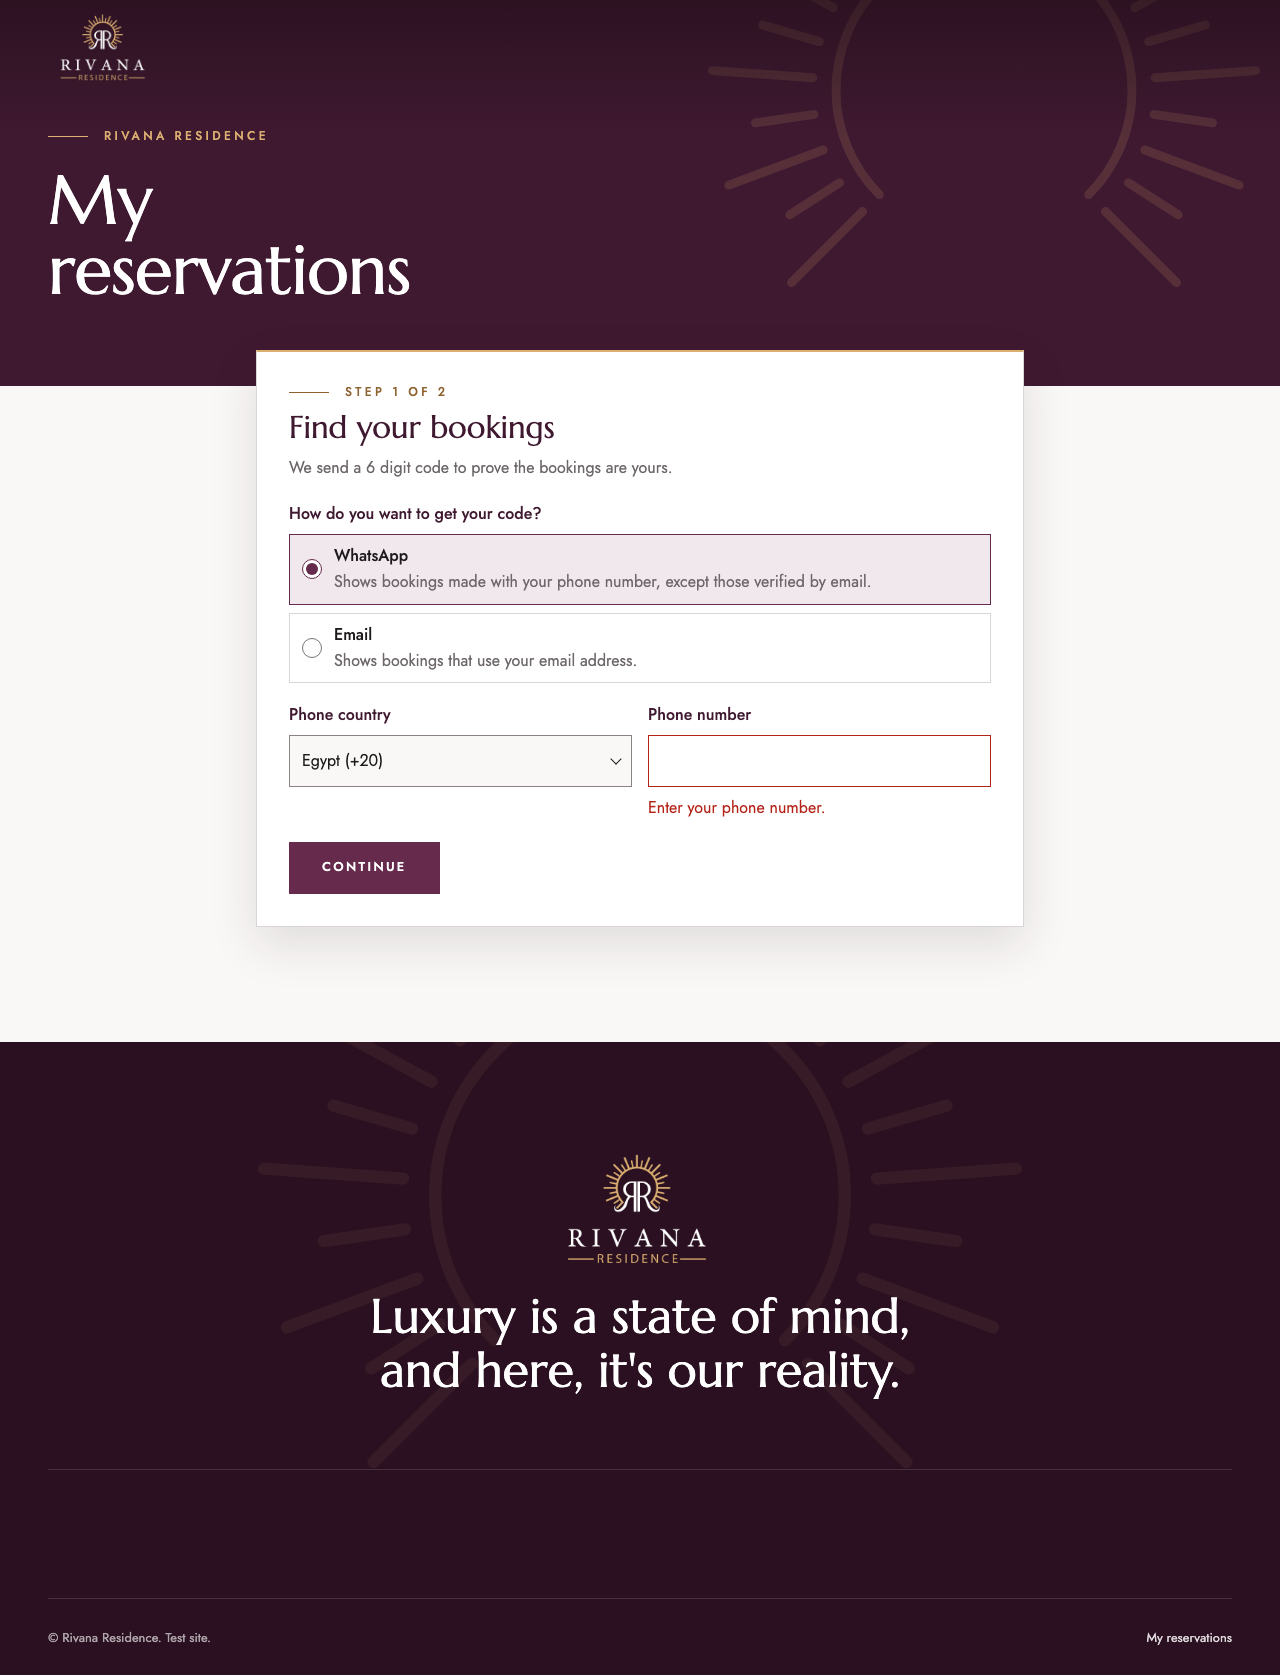 RIVANA
RESIDENCE
RIVANA RESIDENCE
My
reservations
STEP 1 OF 2
Find your bookings
We send a 6 digit code to prove the bookings are yours.
How do you want to get your code?
WhatsApp
Shows bookings made with your phone number, except those verified by email.
Email
Shows bookings that use your email address.
Phone country
Phone number
Egypt (+20)
Enter your phone number.
CONTINUE
RIVANA
RESIDENCE
Luxury is a state of mind,
and here, it's our reality.
© Rivana Residence. Test site.
My reservations